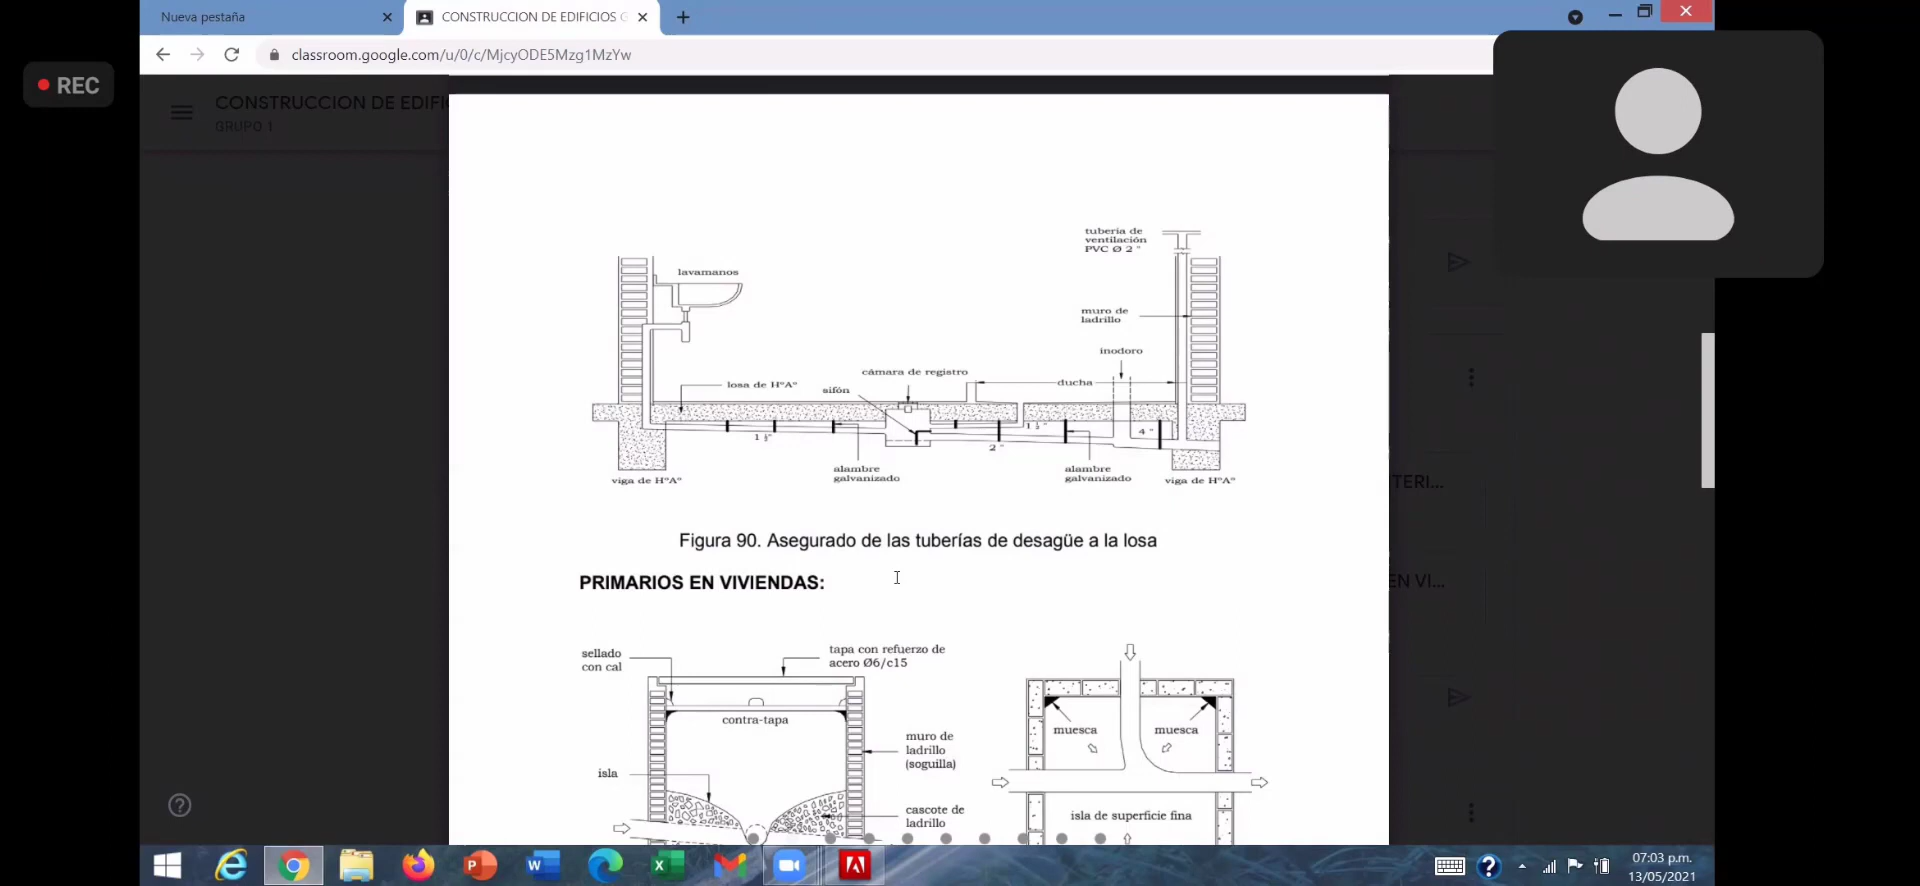 Nueva pestaña
CONSTRUCCION DE EDIFICIOS G
classroom.google.com/u/0/c/MjcyODE5Mzg1MzYw
REC
CONSTRUCCION DE EDIFI
GRUPO 1
tuberia de
ventilación
PVC Ø 2 "
lavamanos
muro de
ladrillo
inodoro
cámara de registro
ducha
losa de HºAº
sifón
1 ½"
1 ½"
4 "
2 "
alambre
galvanizado
alambre
galvanizado
viga de HºAº
viga de HºAº
TERI...
Figura 90. Asegurado de las tuberías de desagüe a la losa
PRIMARIOS EN VIVIENDAS:
EN VI...
sellado
con cal
tapa con refuerzo de
acero Ø6/c15
contra-tapa
muesca
muesca
muro de
ladrillo
(soguilla)
isla
cascote de
ladrillo
isla de superficie fina
07:03 p.m.
13/05/2021